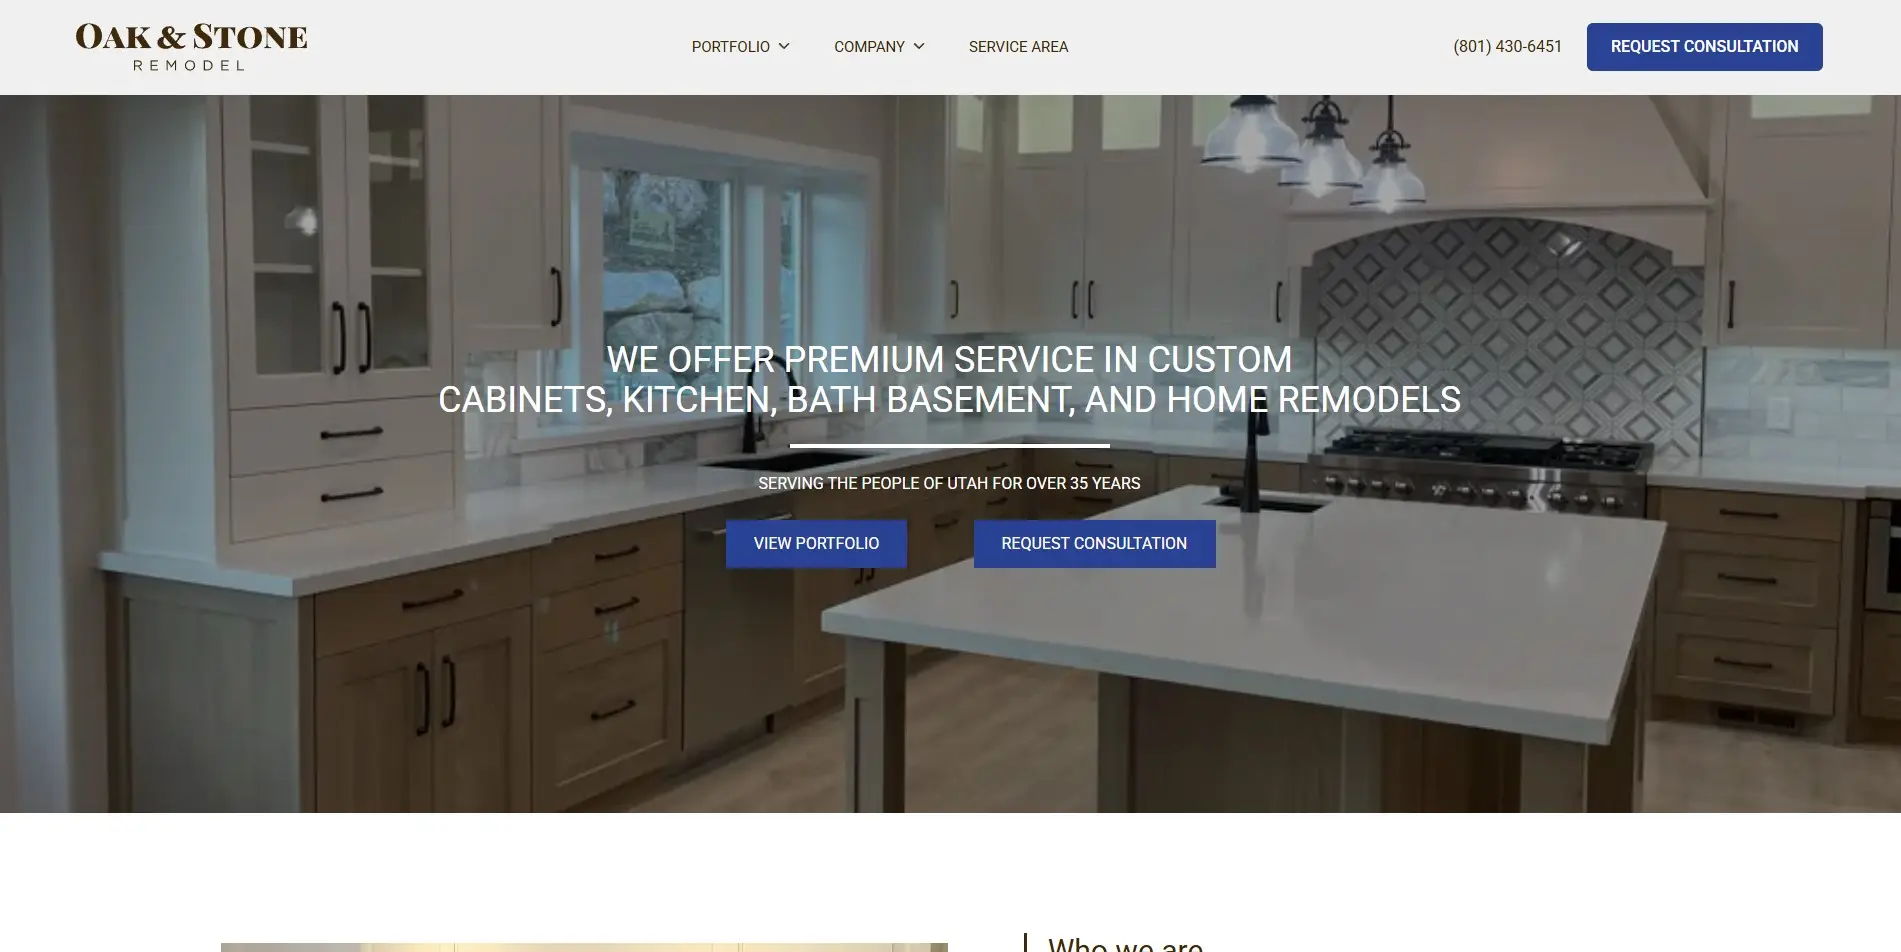 OAK & STONE
REMODEL
PORTFOLIO
COMPANY
SERVICE AREA
(801) 430-6451
REQUEST CONSULTATION
WE OFFER PREMIUM SERVICE IN CUSTOM
CABINETS, KITCHEN, BATH BASEMENT, AND HOME REMODELS
SERVING THE PEOPLE OF UTAH FOR OVER 35 YEARS
VIEW PORTFOLIO
REQUEST CONSULTATION
Who we are